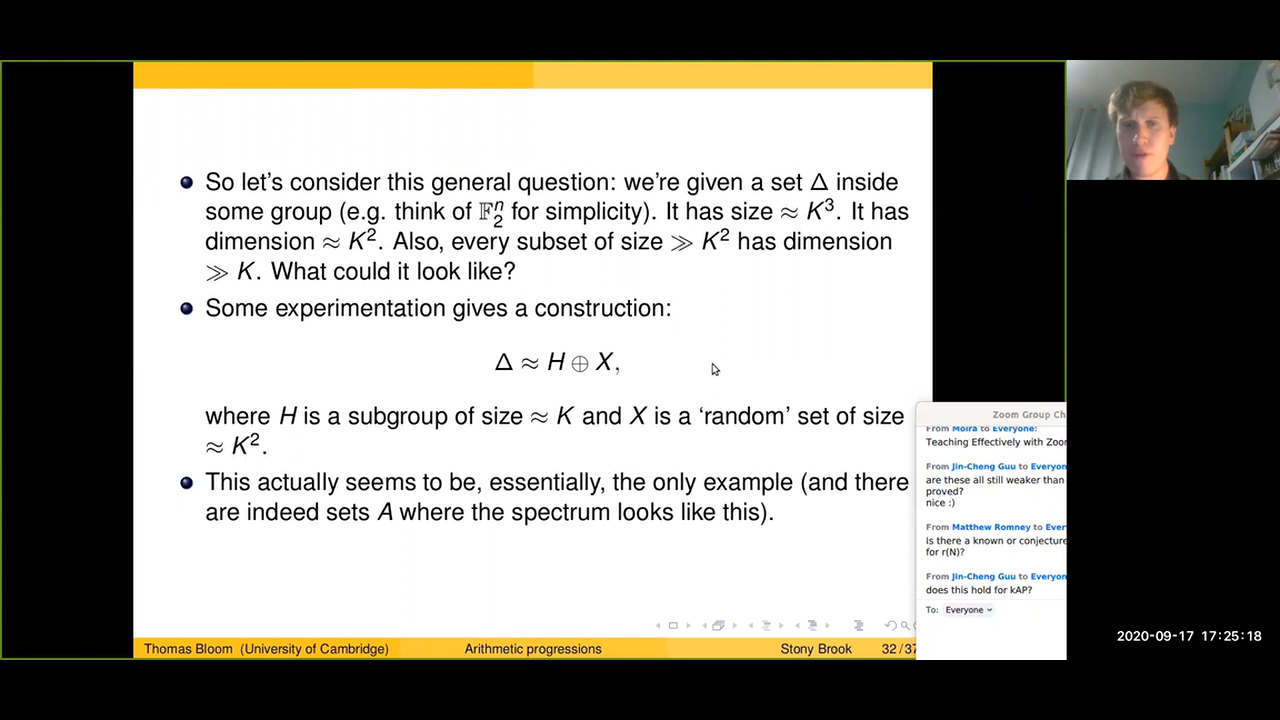 So let's consider this general question: we're given a set Δ inside
some group (e.g. think of 𝔽₂ⁿ for simplicity). It has size ≈ K³. It has
dimension ≈ K². Also, every subset of size ≫ K² has dimension
≫ K. What could it look like?
Some experimentation gives a construction:
Δ ≈ H ⊕ X,
where H is a subgroup of size ≈ K and X is a 'random' set of size
≈ K².
This actually seems to be, essentially, the only example (and there
are indeed sets A where the spectrum looks like this).
Thomas Bloom (University of Cambridge) Arithmetic progressions Stony Brook 32/37
Zoom Group Ch
From Moira to Everyone:
Teaching Effectively with Zoo
From Jin-Cheng Guu to Everyon
are these all still weaker than
proved?
nice :)
From Matthew Romney to Ever
Is there a known or conjecture
for r(N)?
From Jin-Cheng Guu to Everyon
does this hold for kAP?
To: Everyone
2020-09-17 17:25:18